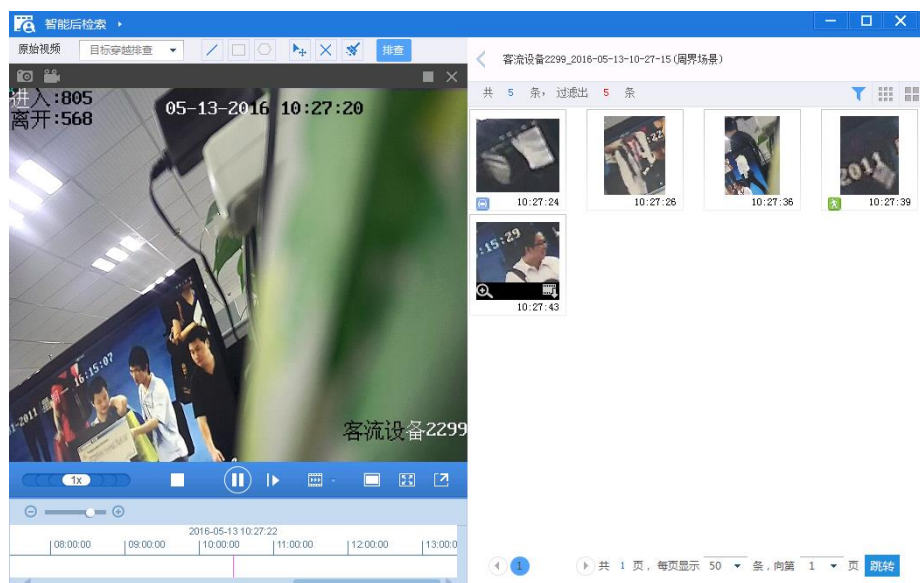 智能后检索
原始视频 目标穿越排查 排查
进入:805
离开:568
05-13-2016 10:27:20
16:15:07
客流设备2299
1x
2016-05-13 10:27:22
08:00:00 09:00:00 10:00:00 11:00:00 12:00:00 13:00:0
客流设备2299_2016-05-13-10-27-15(周界场景)
共 5 条，过滤出 5 条
10:27:24 10:27:26 10:27:36 2011 10:27:39
:15:29
10:27:43
1 共 1 页，每页显示 50 条，向第 1 页 跳转